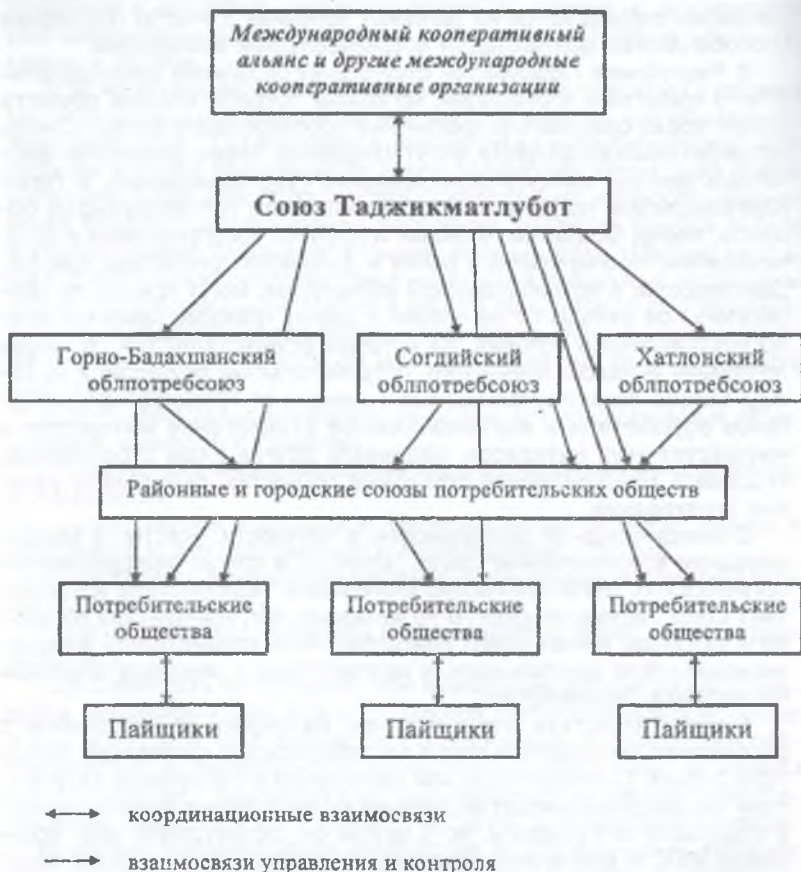 Международный кооперативный
альянс и другие международные
кооперативные организации
Союз Таджикматлубот
Горно-Бадахшанский
облпотребсоюз
Согдийский
облпотребсоюз
Хатлонский
облпотребсоюз
Районные и городские союзы потребительских обществ
Потребительские
общества
Потребительские
общества
Потребительские
общества
Пайщики
Пайщики
Пайщики
координационные взаимосвязи
взаимосвязи управления и контроля